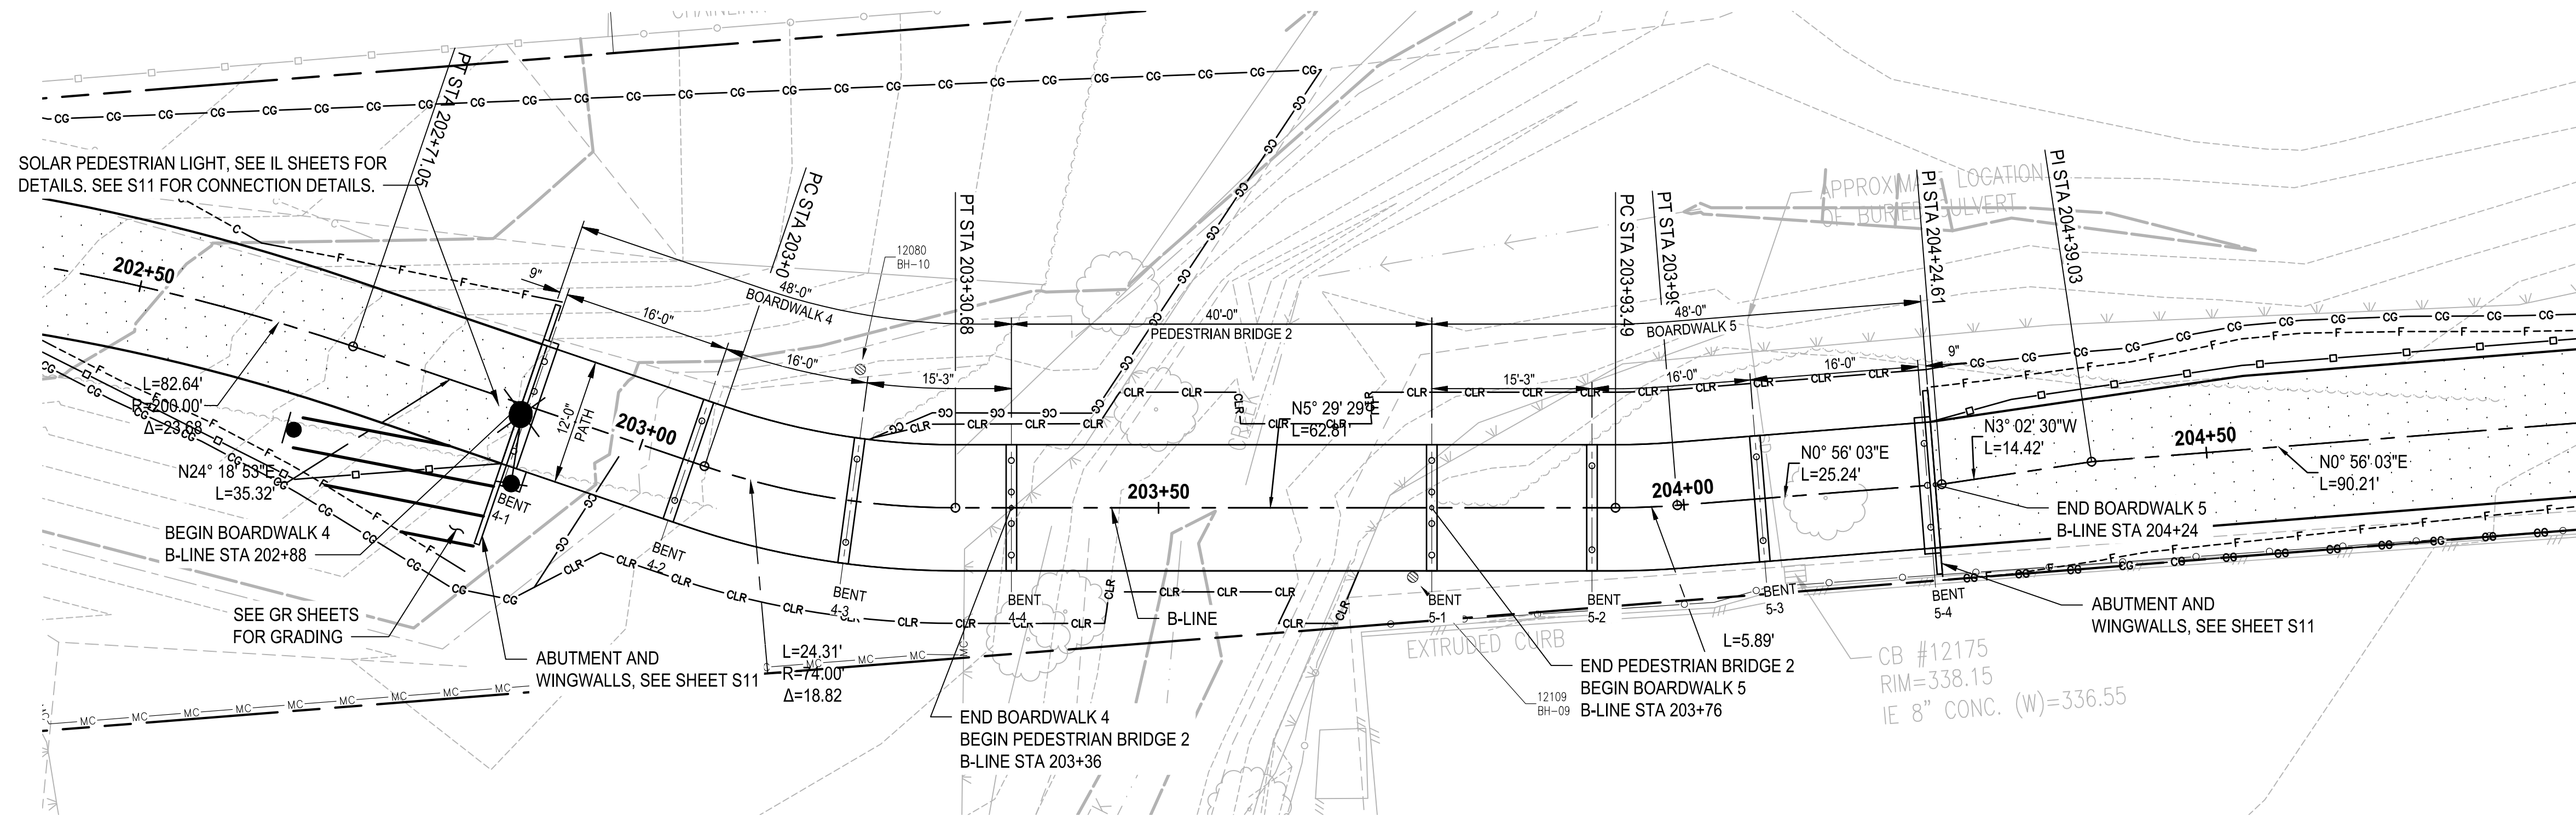 SOLAR PEDESTRIAN LIGHT, SEE IL SHEETS FOR
DETAILS. SEE S11 FOR CONNECTION DETAILS.
PT STA 202+71.05
PC STA 203+0
PT STA 203+30.68
PC STA 203+93.49
PT STA 203+9
PI STA 204+24.61
PI STA 204+39.03
APPROXIMATE LOCATION
OF BURIED CULVERT
12080
BH-10
202+50
9"
48'-0"
BOARDWALK 4
16'-0"
16'-0"
15'-3"
40'-0"
PEDESTRIAN BRIDGE 2
48'-0"
BOARDWALK 5
15'-3"
16'-0"
16'-0"
9"
L=82.64'
R=200.00'
Δ=23.68
12'-0"
PATH
203+00
N5° 29' 29"E
L=62.81'
203+50
204+00
N0° 56' 03"E
L=25.24'
N3° 02' 30"W
L=14.42'
204+50
N0° 56' 03"E
L=90.21'
N24° 18' 53"E
L=35.32'
BENT
4-1
BENT
4-2
BENT
4-3
BENT
4-4
BENT
5-1
BENT
5-2
BENT
5-3
BENT
5-4
BEGIN BOARDWALK 4
B-LINE STA 202+88
SEE GR SHEETS
FOR GRADING
ABUTMENT AND
WINGWALLS, SEE SHEET S11
L=24.31'
R=74.00'
Δ=18.82
B-LINE
END BOARDWALK 4
BEGIN PEDESTRIAN BRIDGE 2
B-LINE STA 203+36
EXTRUDED CURB
12109
BH-09
END PEDESTRIAN BRIDGE 2
BEGIN BOARDWALK 5
B-LINE STA 203+76
L=5.89'
CB #12175
RIM=338.15
IE 8" CONC. (W)=336.55
END BOARDWALK 5
B-LINE STA 204+24
ABUTMENT AND
WINGWALLS, SEE SHEET S11